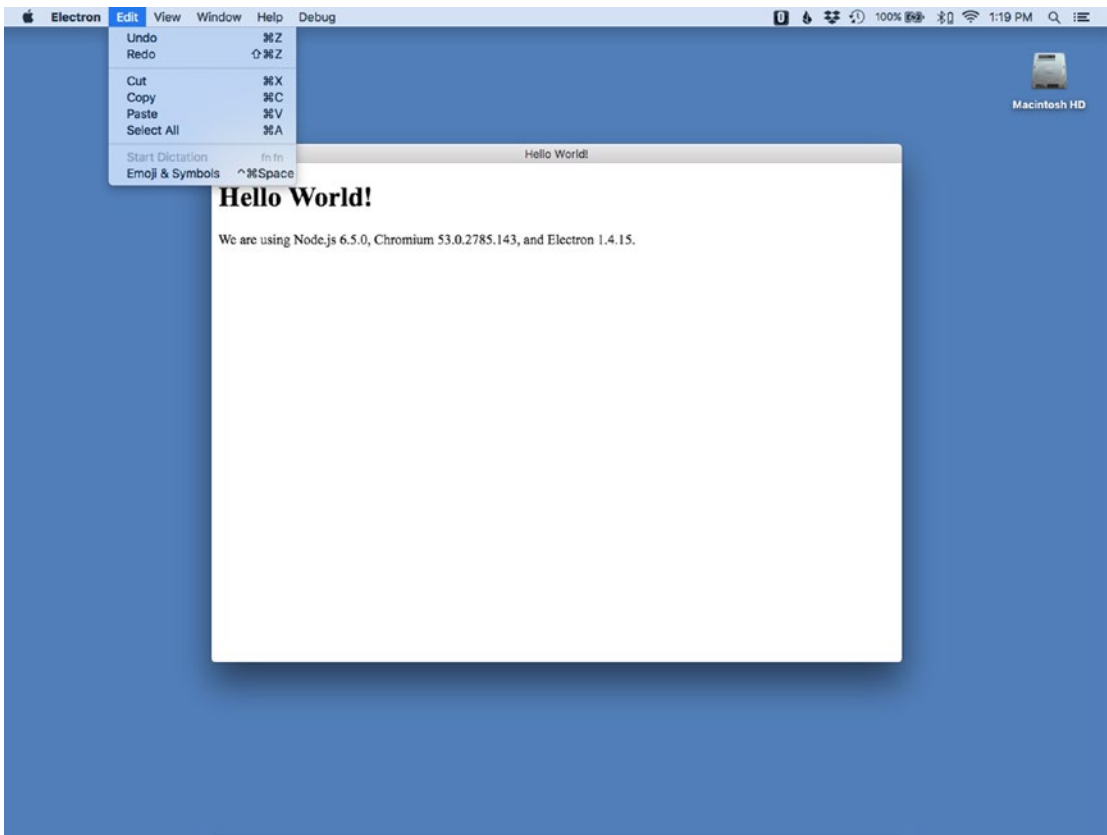 Electron Edit View Window Help Debug 100% 1:19 PM
Undo ⌘Z
Redo ⇧⌘Z
Cut ⌘X
Copy ⌘C
Paste ⌘V
Select All ⌘A
Start Dictation fn fn
Emoji & Symbols ^⌘Space
Macintosh HD
Hello World!
Hello World!
We are using Node.js 6.5.0, Chromium 53.0.2785.143, and Electron 1.4.15.